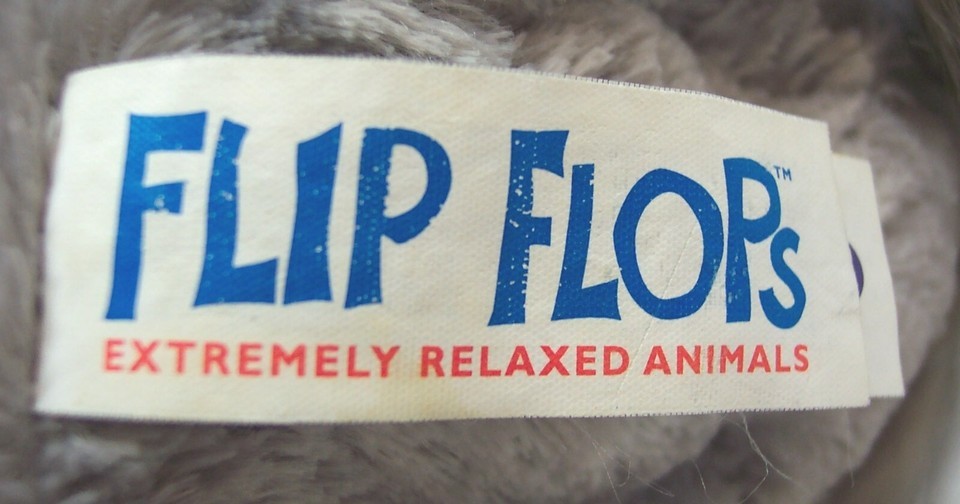 FLIP FLOPS™
EXTREMELY RELAXED ANIMALS